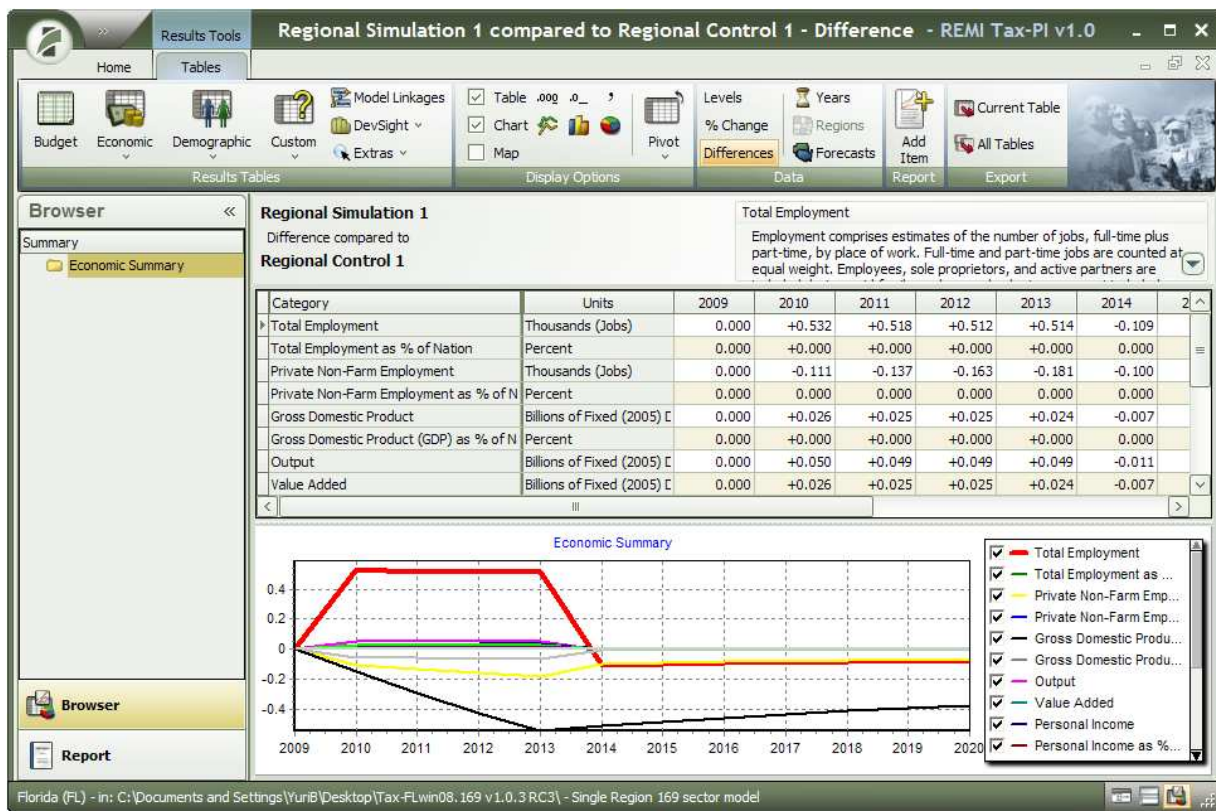 Results Tools
Regional Simulation 1 compared to Regional Control 1 - Difference - REMI Tax-PI v1.0
Home Tables
Budget
Economic
Demographic
Custom
Model Linkages
DevSight
Extras
Results Tables
Table .000 .0_ ,
Chart
Map
Pivot
Display Options
Levels
% Change
Differences
Years
Regions
Forecasts
Data
Add Item
Report
Current Table
All Tables
Export
Browser «
Summary
Economic Summary
Browser
Report
Regional Simulation 1
Difference compared to
Regional Control 1
Total Employment
Employment comprises estimates of the number of jobs, full-time plus
part-time, by place of work. Full-time and part-time jobs are counted at
equal weight. Employees, sole proprietors, and active partners are
Category Units 2009 2010 2011 2012 2013 2014 2
Total Employment Thousands (Jobs) 0.000 +0.532 +0.518 +0.512 +0.514 -0.109
Total Employment as % of Nation Percent 0.000 +0.000 +0.000 +0.000 +0.000 0.000
Private Non-Farm Employment Thousands (Jobs) 0.000 -0.111 -0.137 -0.163 -0.181 -0.100
Private Non-Farm Employment as % of N Percent 0.000 0.000 0.000 0.000 0.000 0.000
Gross Domestic Product Billions of Fixed (2005) D 0.000 +0.026 +0.025 +0.025 +0.024 -0.007
Gross Domestic Product (GDP) as % of N Percent 0.000 +0.000 +0.000 +0.000 +0.000 0.000
Output Billions of Fixed (2005) D 0.000 +0.050 +0.049 +0.049 +0.049 -0.011
Value Added Billions of Fixed (2005) D 0.000 +0.026 +0.025 +0.025 +0.024 -0.007
Economic Summary
0.4
0.2
0
-0.2
-0.4
2009 2010 2011 2012 2013 2014 2015 2016 2017 2018 2019 2020
Total Employment
Total Employment as ...
Private Non-Farm Emp...
Private Non-Farm Emp...
Gross Domestic Produ...
Gross Domestic Produ...
Output
Value Added
Personal Income
Personal Income as %...
Florida (FL) - in: C:\Documents and Settings\YuriB\Desktop\Tax-FLwin08.169 v1.0.3 RC3\ - Single Region 169 sector model